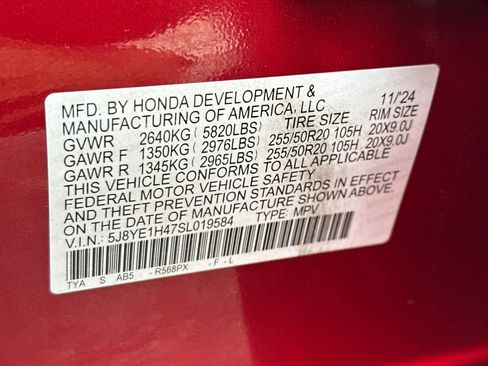 MFD. BY HONDA DEVELOPMENT & 11/'24
MANUFACTURING OF AMERICA, LLC
GVWR 2640KG (5820LBS) TIRE SIZE RIM SIZE
GAWR F 1350KG (2976LBS) 255/50R20 105H 20X9.0J
GAWR R 1345KG (2965LBS) 255/50R20 105H 20X9.0J
THIS VEHICLE CONFORMS TO ALL APPLICABLE
FEDERAL MOTOR VEHICLE SAFETY
AND THEFT PREVENTION STANDARDS IN EFFECT
ON THE DATE OF MANUFACTURE SHOWN ABOVE.
V.I.N.: 5J8YE1H47SL019584 TYPE: MPV
TYA S AB5 - R568PX - F - L